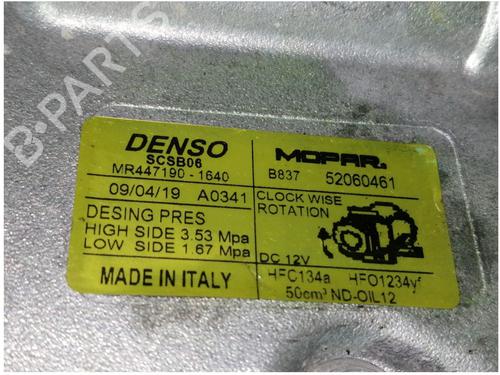 B-PARTS
DENSO
SCSB06
MR447190-1640
09/04/19 A0341
DESING PRES
HIGH SIDE 3.53 Mpa
LOW SIDE 1.67 Mpa
MADE IN ITALY
MOPAR.
B837 52060461
CLOCK WISE
ROTATION
DC 12V
HFC134a HFO1234yf
50cm³ ND-OIL12